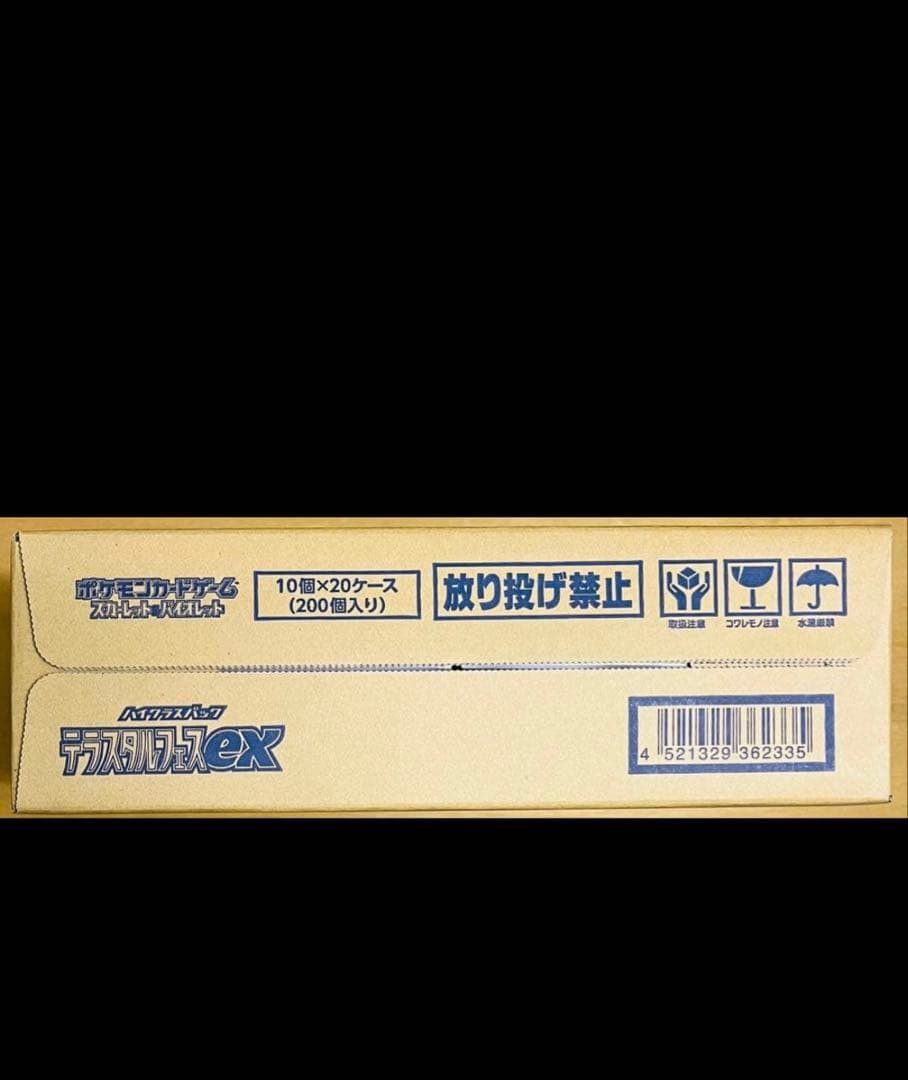 ポケモンカードゲーム
スカーレット&バイオレット
10個×20ケース
(200個入り)
放り投げ禁止
取扱注意
コワレモノ注意
水濡厳禁
ハイクラスパック
テラスタルフェスex
4 521329 362335